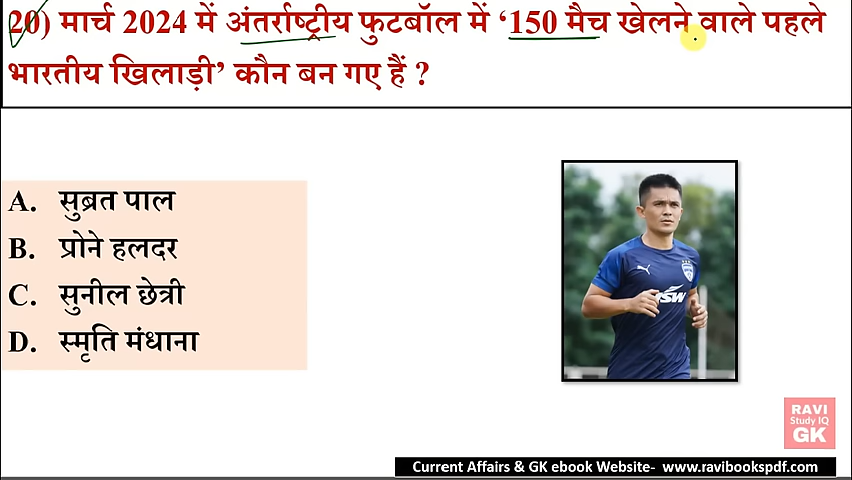 20) मार्च 2024 में अंतर्राष्ट्रीय फुटबॉल में ‘150 मैच खेलने वाले पहले
भारतीय खिलाड़ी’ कौन बन गए हैं ?
A. सुब्रत पाल
B. प्रोने हलदर
C. सुनील छेत्री
D. स्मृति मंधाना
RAVI
Study IQ
GK
Current Affairs & GK ebook Website- www.ravibookspdf.com